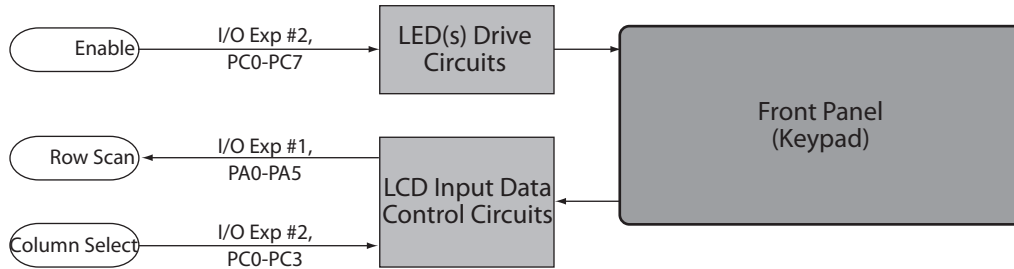 Enable
I/O Exp #2,
PC0-PC7
LED(s) Drive
Circuits
Front Panel
(Keypad)
Row Scan
I/O Exp #1,
PA0-PA5
LCD Input Data
Control Circuits
Column Select
I/O Exp #2,
PC0-PC3